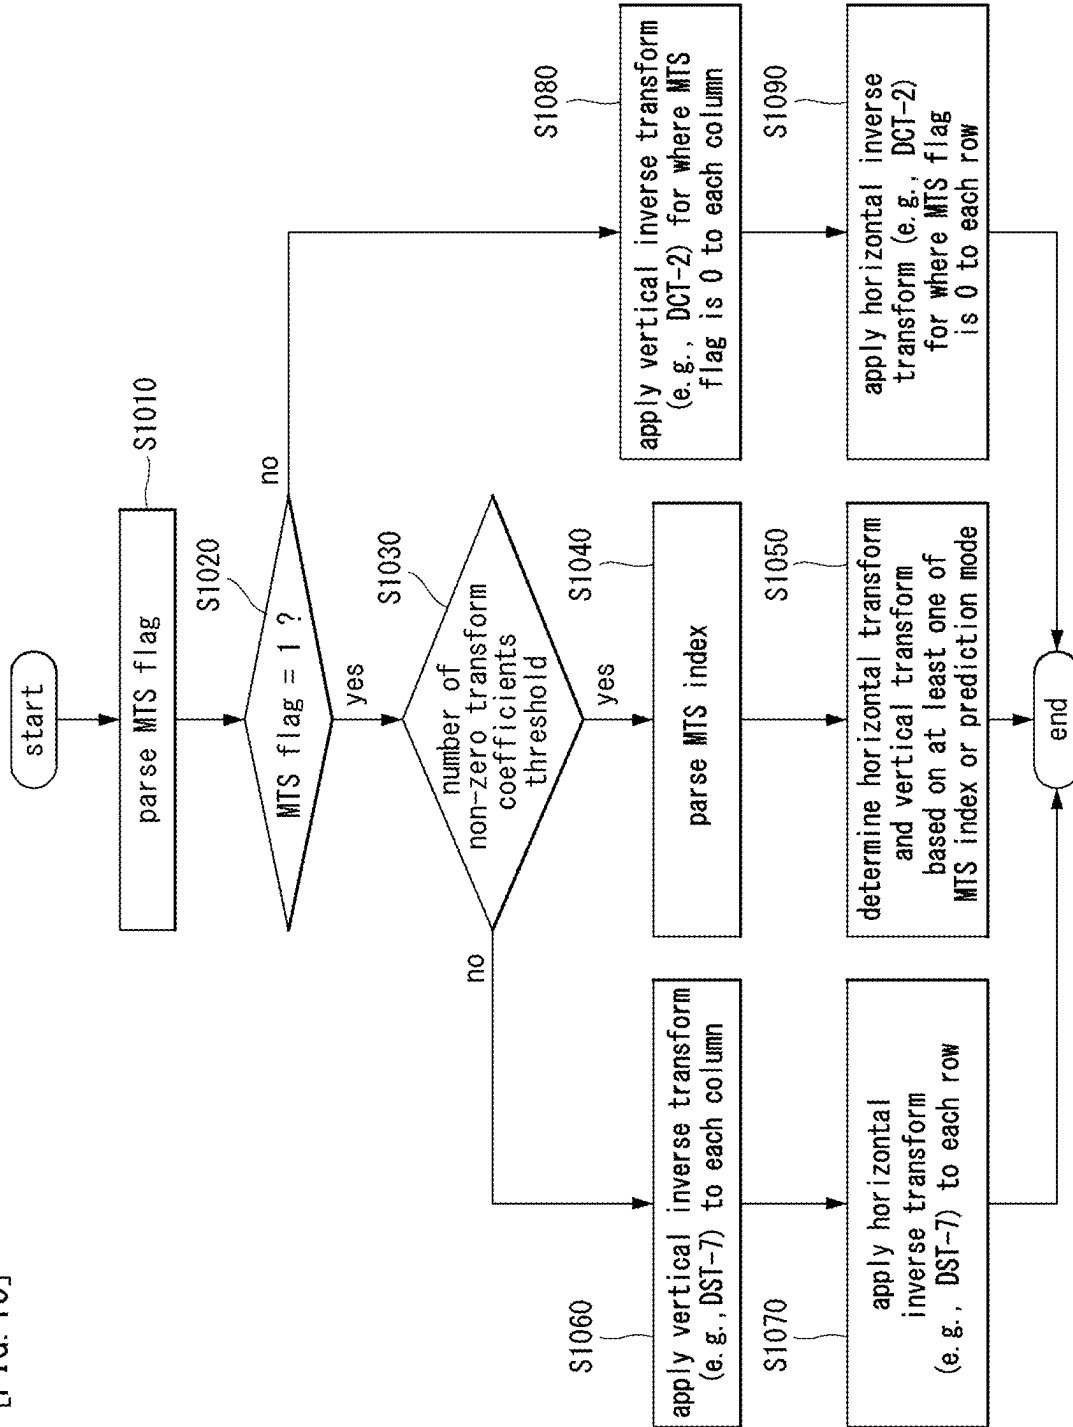 [FIG. 10]
start
parse MTS flag
S1010
MTS flag = 1 ?
S1020
no
yes
number of
non-zero transform
coefficients
threshold
S1030
no
yes
parse MTS index
S1040
determine horizontal transform
and vertical transform
based on at least one of
MTS index or prediction mode
S1050
apply vertical inverse transform
(e.g., DST-7) to each column
S1060
apply horizontal
inverse transform
(e.g., DST-7) to each row
S1070
apply vertical inverse transform
(e.g., DCT-2) for where MTS
flag is 0 to each column
S1080
apply horizontal inverse
transform (e.g., DCT-2)
for where MTS flag
is 0 to each row
S1090
end